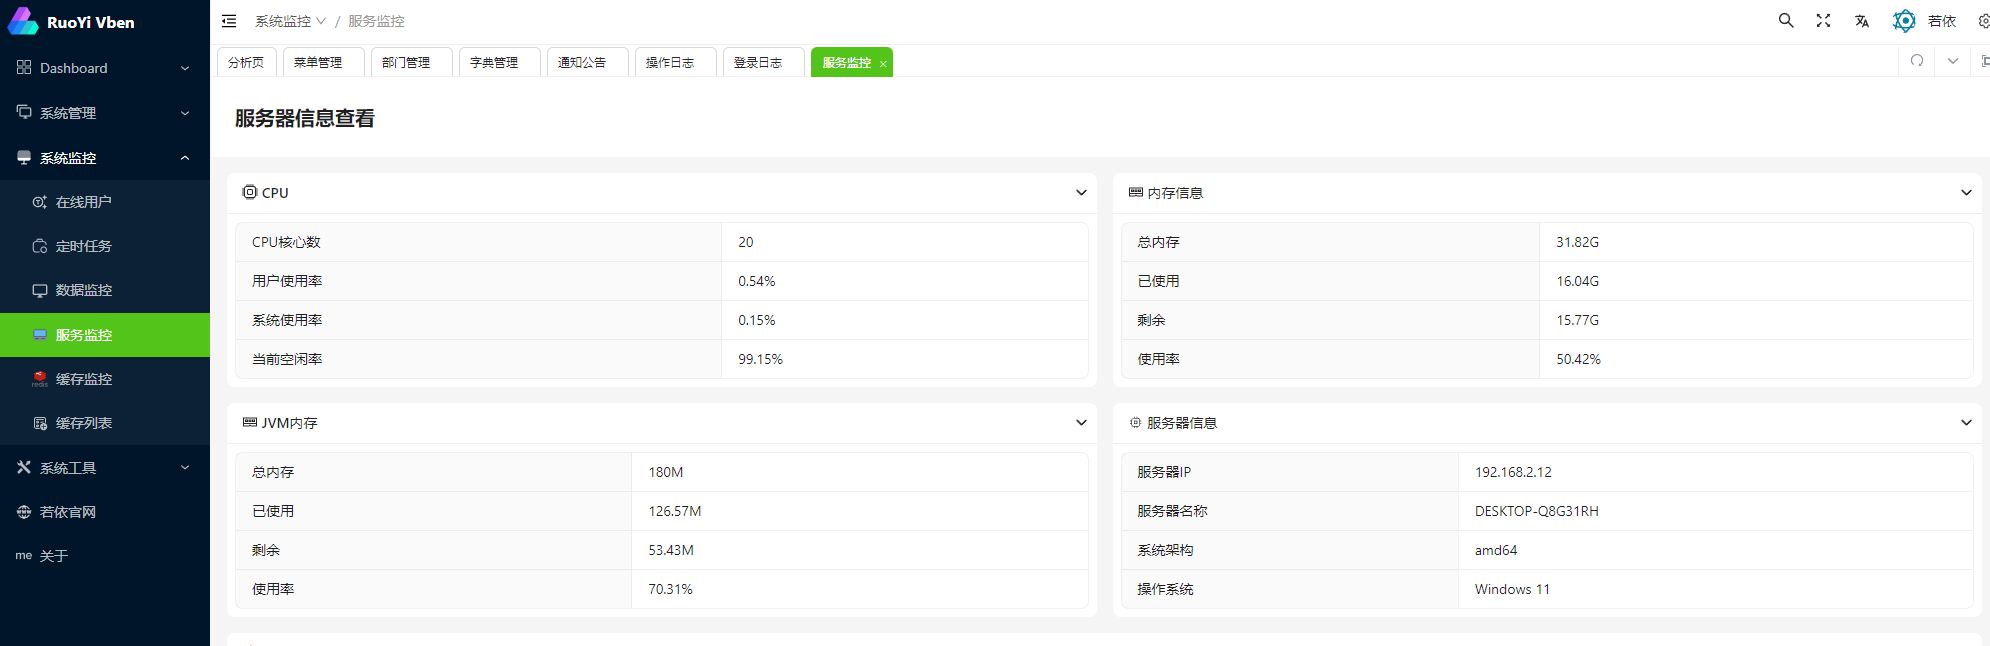 RuoYi Vben
Dashboard
系统管理
系统监控
在线用户
定时任务
数据监控
服务监控
redis 缓存监控
缓存列表
系统工具
若依官网
me 关于
系统监控 / 服务监控
若依
分析页 菜单管理 部门管理 字典管理 通知公告 操作日志 登录日志 服务监控 ×
服务器信息查看
CPU
CPU核心数 20
用户使用率 0.54%
系统使用率 0.15%
当前空闲率 99.15%
内存信息
总内存 31.82G
已使用 16.04G
剩余 15.77G
使用率 50.42%
JVM内存
总内存 180M
已使用 126.57M
剩余 53.43M
使用率 70.31%
服务器信息
服务器IP 192.168.2.12
服务器名称 DESKTOP-Q8G31RH
系统架构 amd64
操作系统 Windows 11